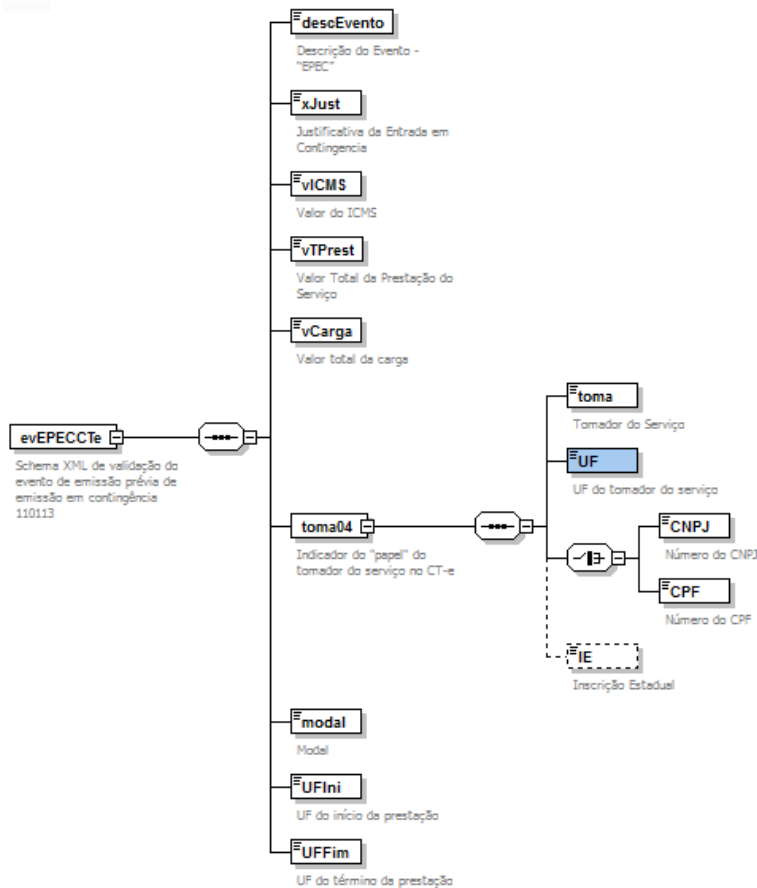 descEvento
Descrição do Evento -
"EPEC"
xJust
Justificativa da Entrada em
Contingencia
vICMS
Valor do ICMS
vTPrest
Valor Total da Prestação do
Serviço
vCarga
Valor total da carga
evEPECCTe
Schema XML de validação do
evento de emissão prévia de
emissão em contingência
110113
toma04
Indicador do "papel" do
tomador do serviço no CT-e
toma
Tomador do Serviço
UF
UF do tomador do serviço
CNPJ
Número do CNPJ
CPF
Número do CPF
IE
Inscrição Estadual
modal
Modal
UFIni
UF do início da prestação
UFFim
UF do término da prestação